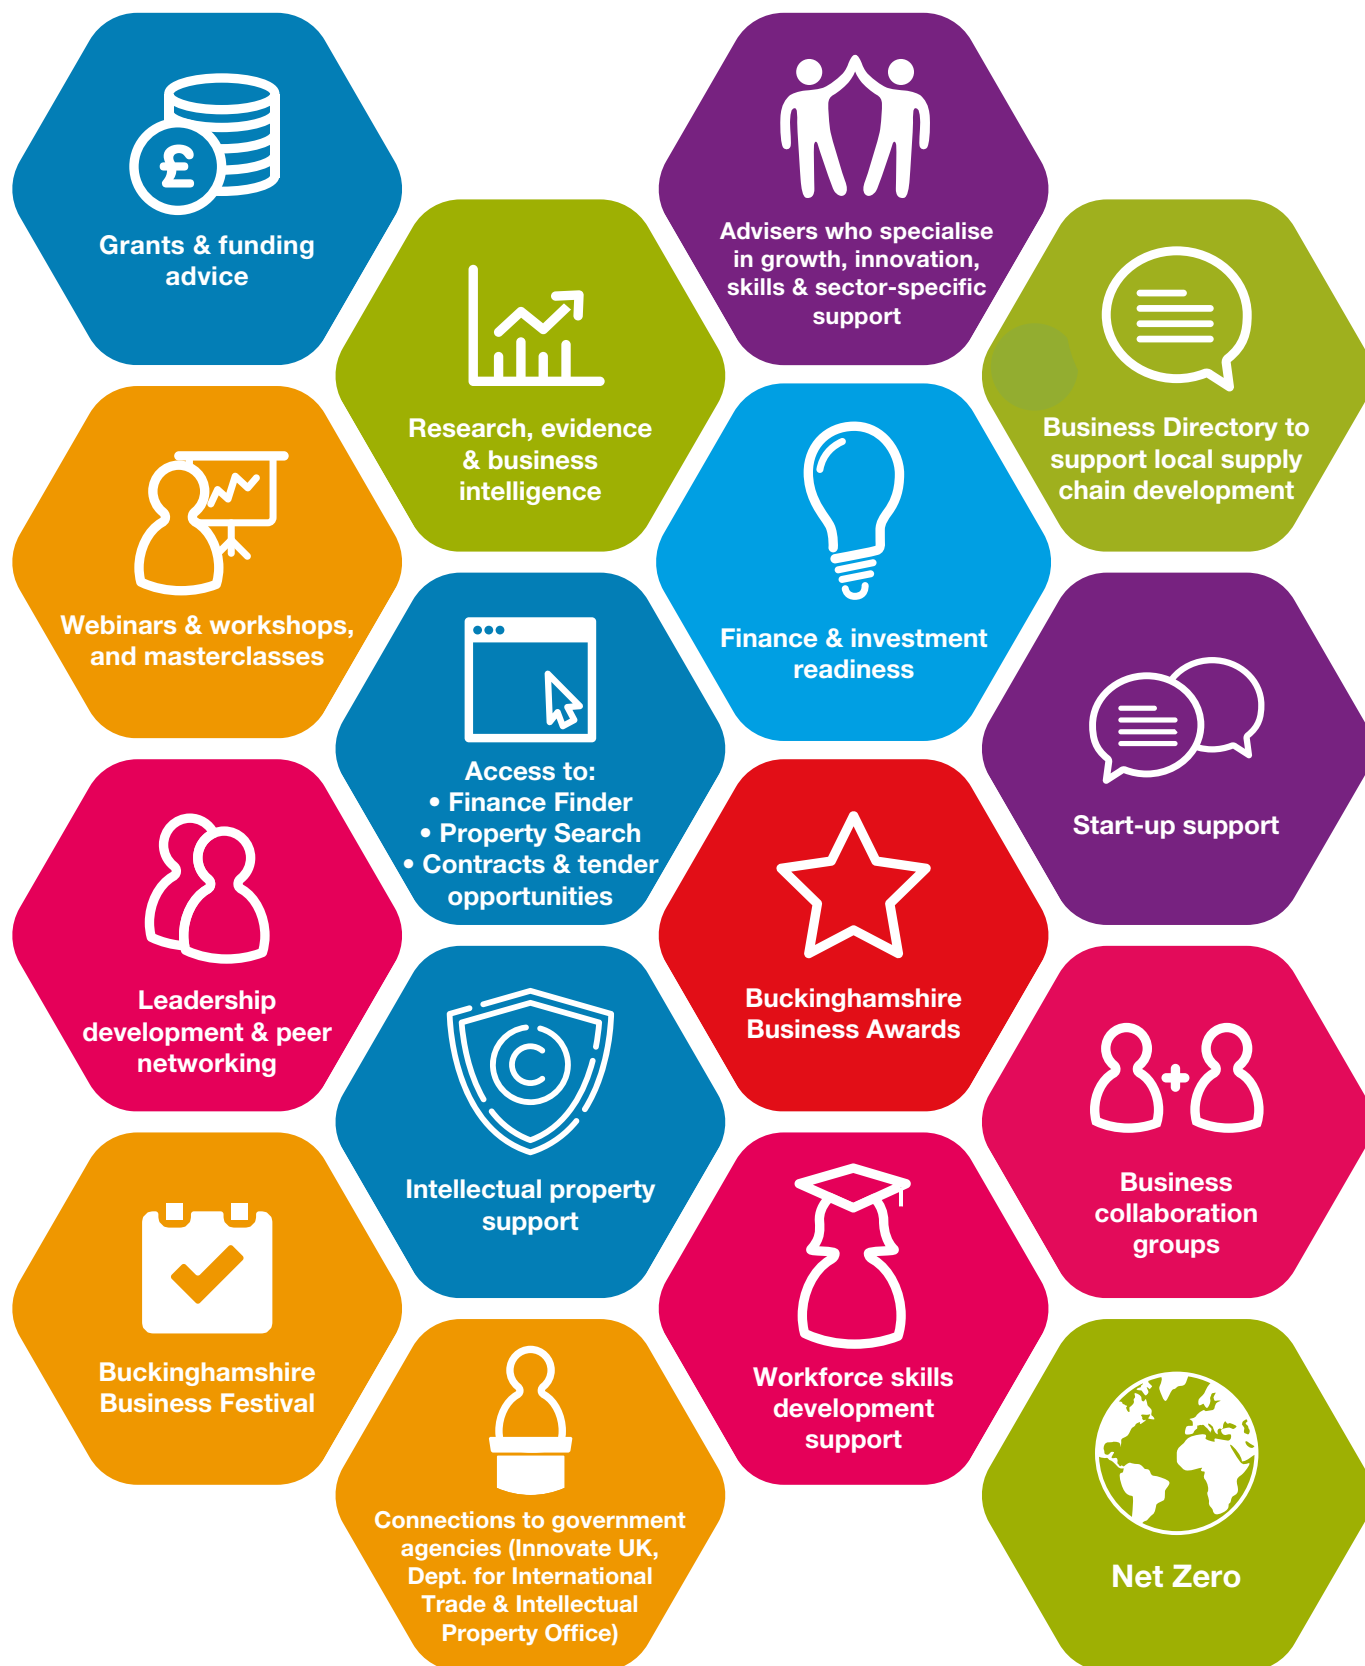 Grants & funding
advice
Advisers who specialise
in growth, innovation,
skills & sector-specific
support
Research, evidence
& business
intelligence
Business Directory to
support local supply
chain development
Webinars & workshops,
and masterclasses
Finance & investment
readiness
Access to:
• Finance Finder
• Property Search
• Contracts & tender
opportunities
Start-up support
Leadership
development & peer
networking
Buckinghamshire
Business Awards
Intellectual property
support
Business
collaboration
groups
Buckinghamshire
Business Festival
Workforce skills
development
support
Connections to government
agencies (Innovate UK,
Dept. for International
Trade & Intellectual
Property Office)
Net Zero